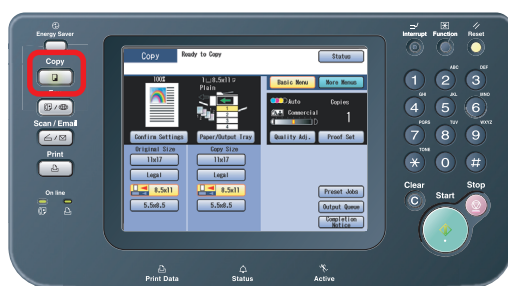 Energy Saver
Interrupt Function Reset
Copy
Scan / Email
Print
On line
Copy Ready to Copy Status
100% 1:8.5x11
Plain
Basic Menu More Menus
Auto Copies
Commercial 1
Confirm Settings Paper/Output Tray Quality Adj. Proof Set
Original Size Copy Size
11x17 11x17
Legal Legal
8.5x11 8.5x11 Preset Jobs
5.5x8.5 5.5x8.5 Output Queue
Completion
Notice
ABC DEF
1 2 3
GHI JKL MNO
4 5 6
PQRS TUV WXYZ
7 8 9
TONE
* 0 #
Clear Start Stop
C
Print Data Status Active